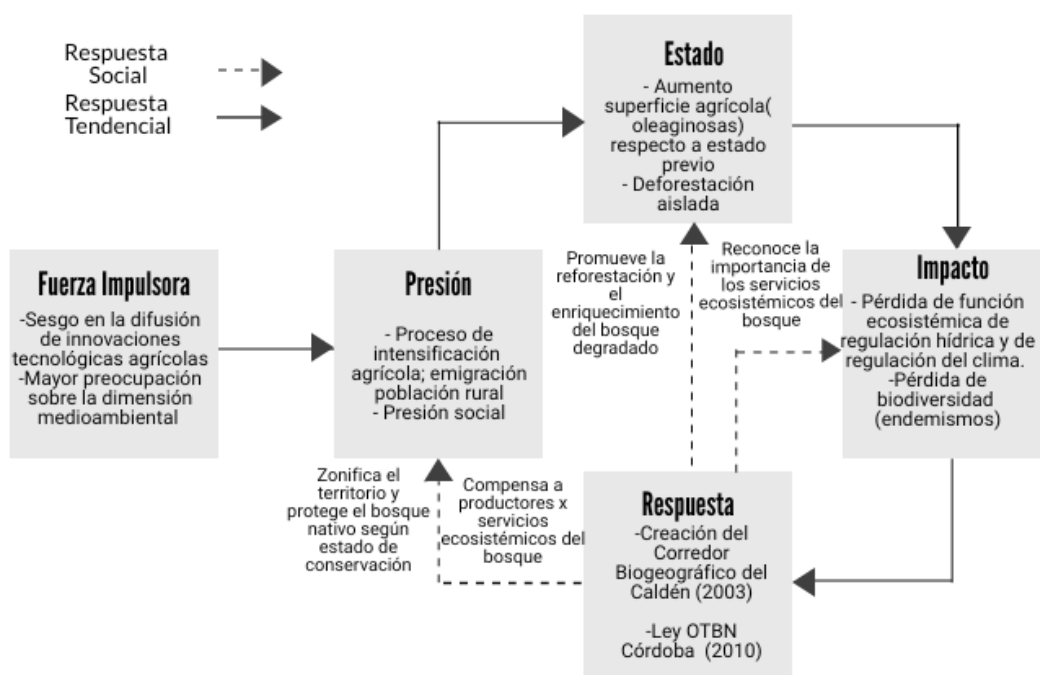 Respuesta
Social
Respuesta
Tendencial
Estado
- Aumento
superficie agrícola(
oleaginosas)
respecto a estado
previo
- Deforestación
aislada
Fuerza Impulsora
-Sesgo en la difusión
de innovaciones
tecnológicas agrícolas
-Mayor preocupación
sobre la dimensión
medioambiental
Presión
- Proceso de
intensificación
agrícola; emigración
población rural
- Presión social
Promueve la
reforestación y
el
enriquecimiento
del bosque
degradado
Reconoce la
importancia de
los servicios
ecosistémicos del
bosque
Impacto
- Pérdida de función
ecosistémica de
regulación hídrica y de
regulación del clima.
-Pérdida de
biodiversidad
(endemismos)
Zonifica el
territorio y
protege el bosque
nativo según
estado de
conservación
Compensa a
productores x
servicios
ecosistémicos del
bosque
Respuesta
-Creación del
Corredor
Biogeográfico del
Caldén (2003)
-Ley OTBN
Córdoba (2010)